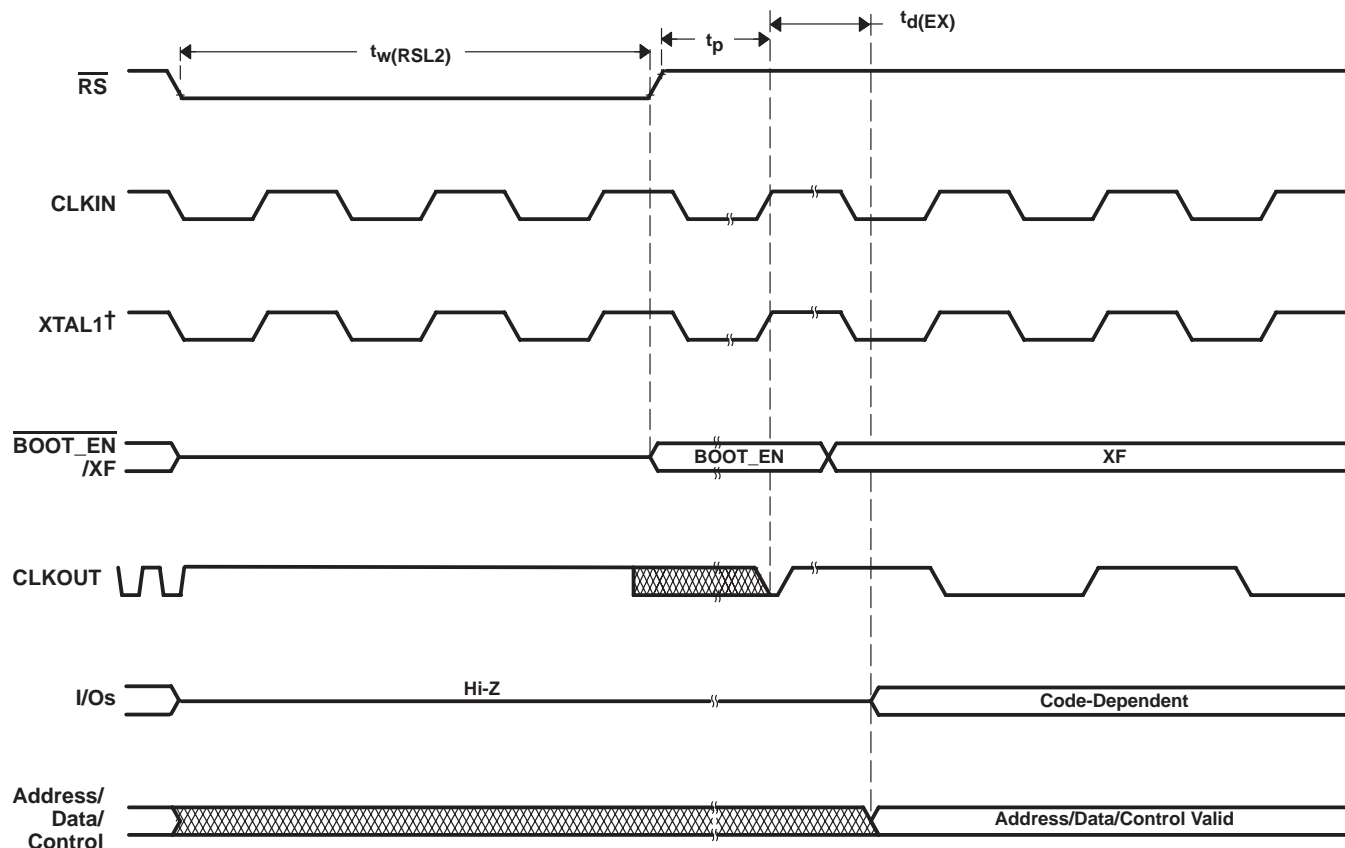 tw(RSL2)
tp
td(EX)
RS
CLKIN
XTAL1†
BOOT_EN
/XF
BOOT_EN
XF
CLKOUT
I/Os
Hi-Z
Code-Dependent
Address/
Data/
Control
Address/Data/Control Valid